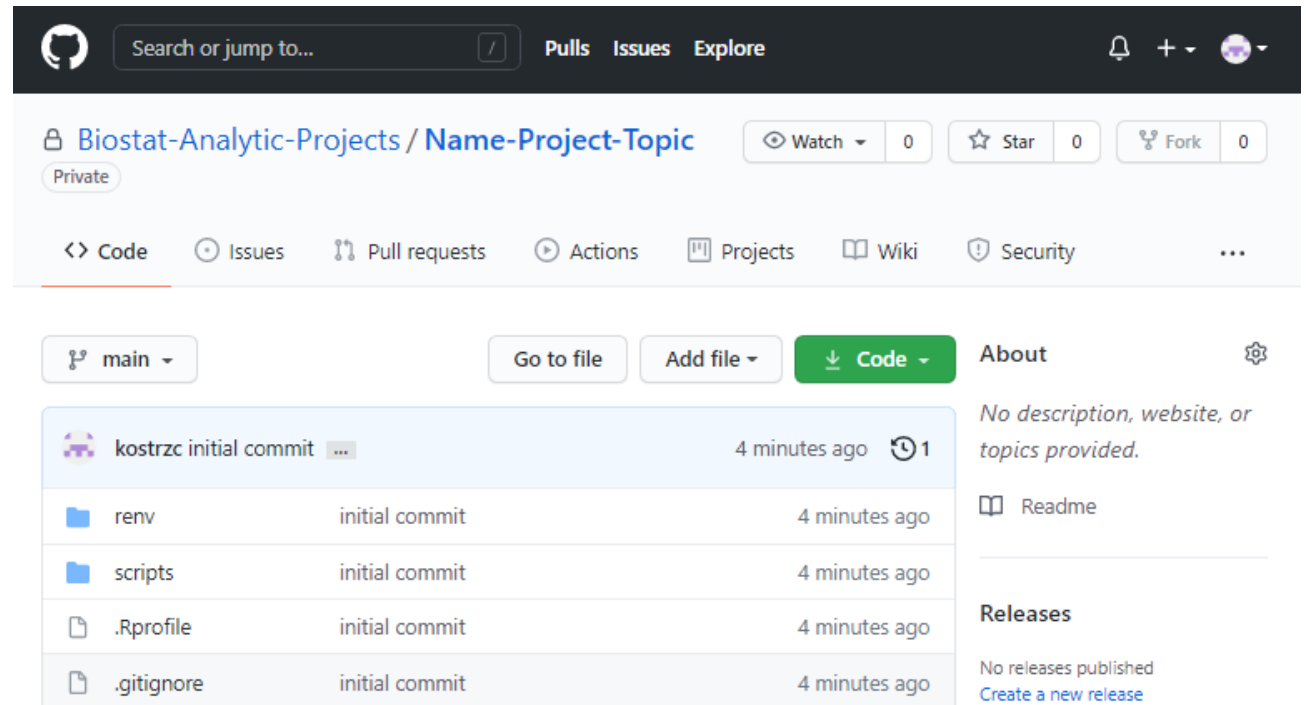 Search or jump to... / Pulls Issues Explore
Biostat-Analytic-Projects / Name-Project-Topic Watch 0 Star 0 Fork 0
Private
Code Issues Pull requests Actions Projects Wiki Security ...
main Go to file Add file Code About
No description, website, or
topics provided.
kostrzc initial commit ... 4 minutes ago 1
Readme
renv initial commit 4 minutes ago
scripts initial commit 4 minutes ago
Releases
.Rprofile initial commit 4 minutes ago
No releases published
.gitignore initial commit 4 minutes ago
Create a new release